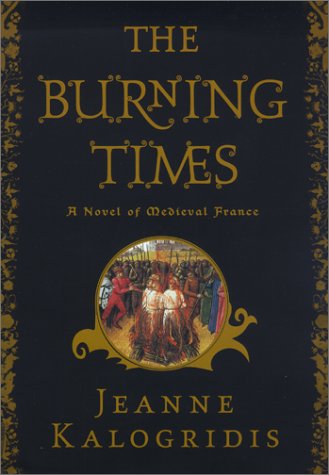 THE
BURNING
TIMES
A Novel of Medieval France
JEANNE
KALOGRIDIS